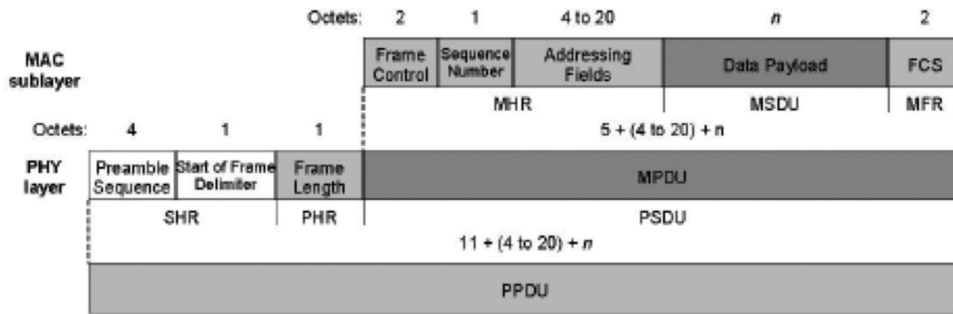 Octets: 2 1 4 to 20 n 2
MAC sublayer
Frame Control
Sequence Number
Addressing Fields
Data Payload
FCS
MHR MSDU MFR
Octets: 4 1 1 5 + (4 to 20) + n
PHY layer
Preamble Sequence
Start of Frame Delimiter
Frame Length
MPDU
SHR PHR PSDU
11 + (4 to 20) + n
PPDU